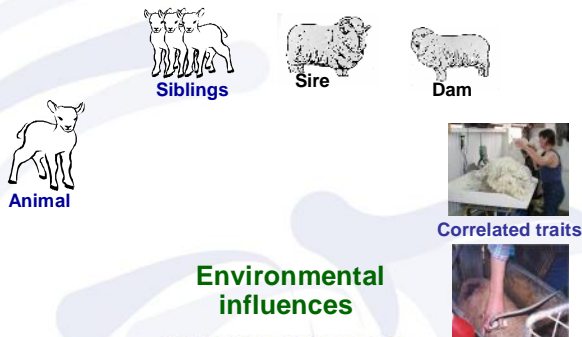 Siblings
Sire
Dam
Animal
Correlated traits
Environmental
influences